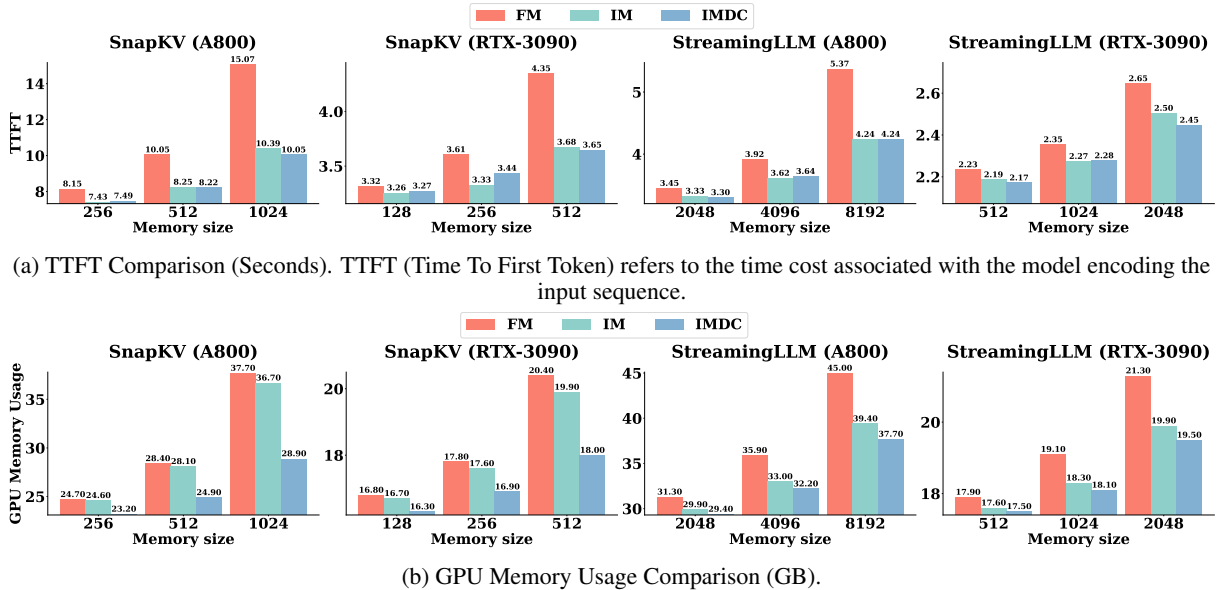 FM IM IMDC
SnapKV (A800)
TTFT
14
12
10
8
8.15 7.43 7.49
10.05 8.25 8.22
15.07 10.39 10.05
256 512 1024
Memory size
SnapKV (RTX-3090)
4.0
3.5
3.32 3.26 3.27
3.61 3.33 3.44
4.35 3.68 3.65
128 256 512
Memory size
StreamingLLM (A800)
5
4
3.45 3.33 3.30
3.92 3.62 3.64
5.37 4.24 4.24
2048 4096 8192
Memory size
StreamingLLM (RTX-3090)
2.6
2.4
2.2
2.23 2.19 2.17
2.35 2.27 2.28
2.65 2.50 2.45
512 1024 2048
Memory size
(a) TTFT Comparison (Seconds). TTFT (Time To First Token) refers to the time cost associated with the model encoding the
input sequence.
FM IM IMDC
SnapKV (A800)
GPU Memory Usage
35
30
25
24.70 24.60 23.20
28.40 28.10 24.90
37.70 36.70 28.90
256 512 1024
Memory size
SnapKV (RTX-3090)
20
18
16.80 16.70 16.30
17.80 17.60 16.90
20.40 19.90 18.00
128 256 512
Memory size
StreamingLLM (A800)
45
40
35
30
31.30 29.90 29.40
35.90 33.00 32.20
45.00 39.40 37.70
2048 4096 8192
Memory size
StreamingLLM (RTX-3090)
20
18
17.90 17.60 17.50
19.10 18.30 18.10
21.30 19.90 19.50
512 1024 2048
Memory size
(b) GPU Memory Usage Comparison (GB).